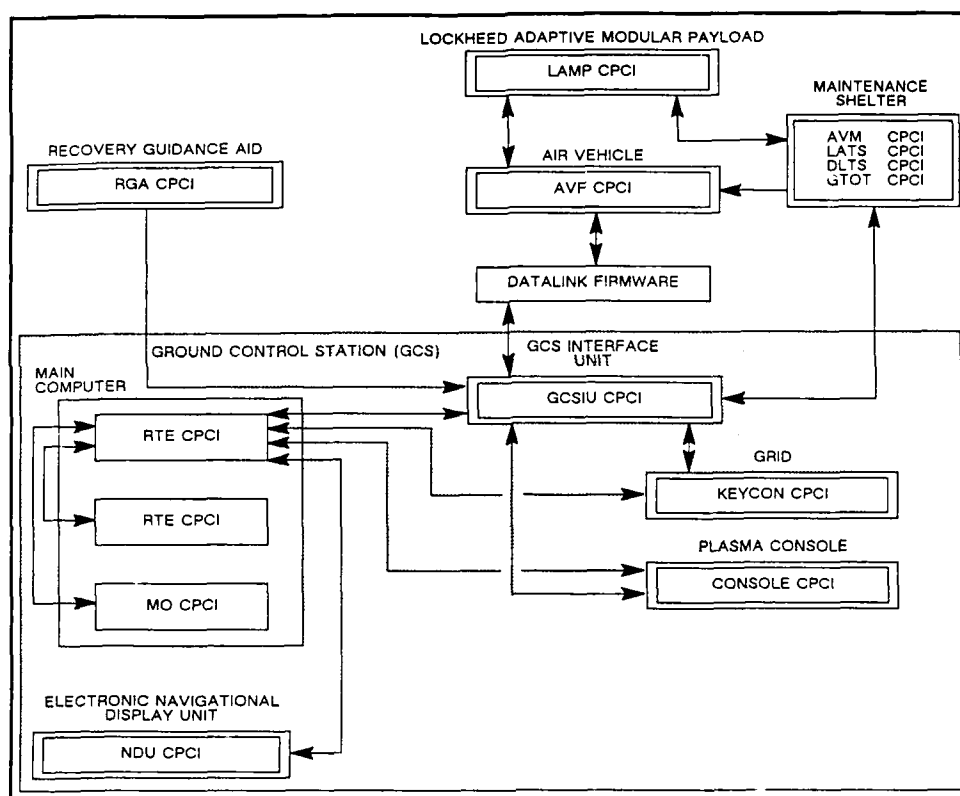 LOCKHEED ADAPTIVE MODULAR PAYLOAD
LAMP CPCI
MAINTENANCE
SHELTER
AVM CPCI
LATS CPCI
DLTS CPCI
GTOT CPCI
RECOVERY GUIDANCE AID
RGA CPCI
AIR VEHICLE
AVF CPCI
DATALINK FIRMWARE
GROUND CONTROL STATION (GCS)
GCS INTERFACE
UNIT
GCSIU CPCI
MAIN
COMPUTER
RTE CPCI
RTE CPCI
MO CPCI
GRID
KEYCON CPCI
PLASMA CONSOLE
CONSOLE CPCI
ELECTRONIC NAVIGATIONAL
DISPLAY UNIT
NDU CPCI